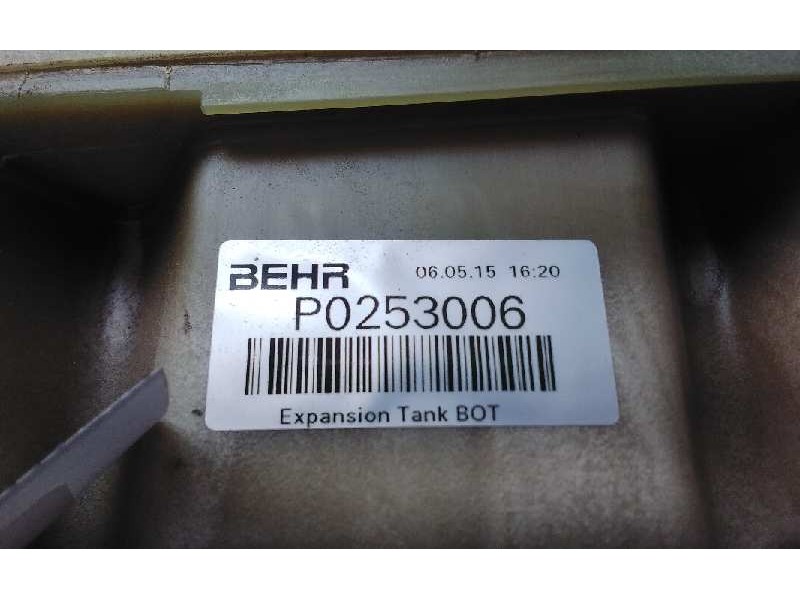 BEHR 06.05.15 16:20
P0253006
Expansion Tank BOT